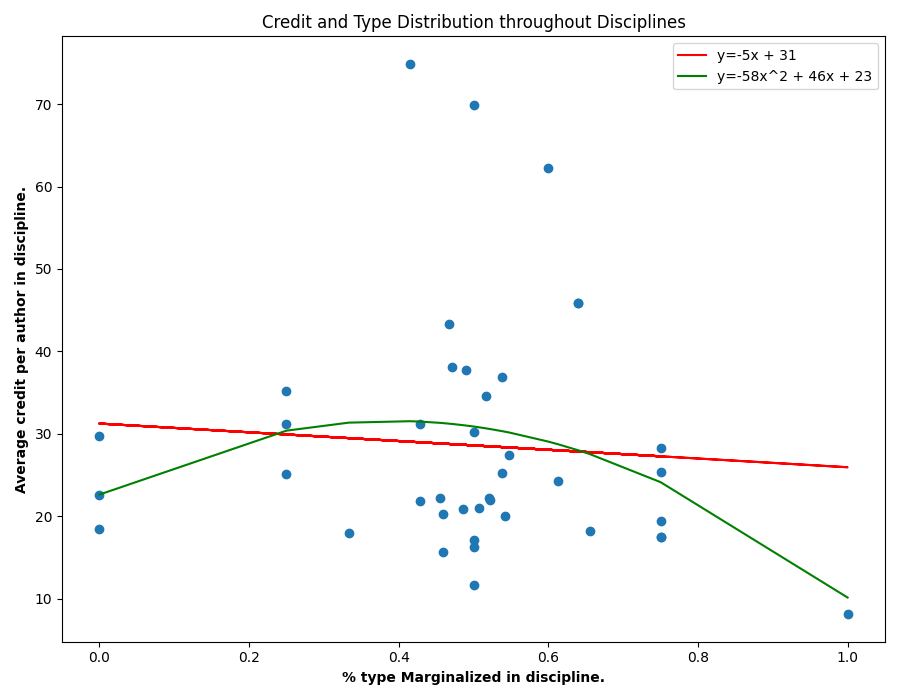 Credit and Type Distribution throughout Disciplines
y=-5x + 31
y=-58x^2 + 46x + 23
Average credit per author in discipline.
70
60
50
40
30
20
10
0.0 0.2 0.4 0.6 0.8 1.0
% type Marginalized in discipline.